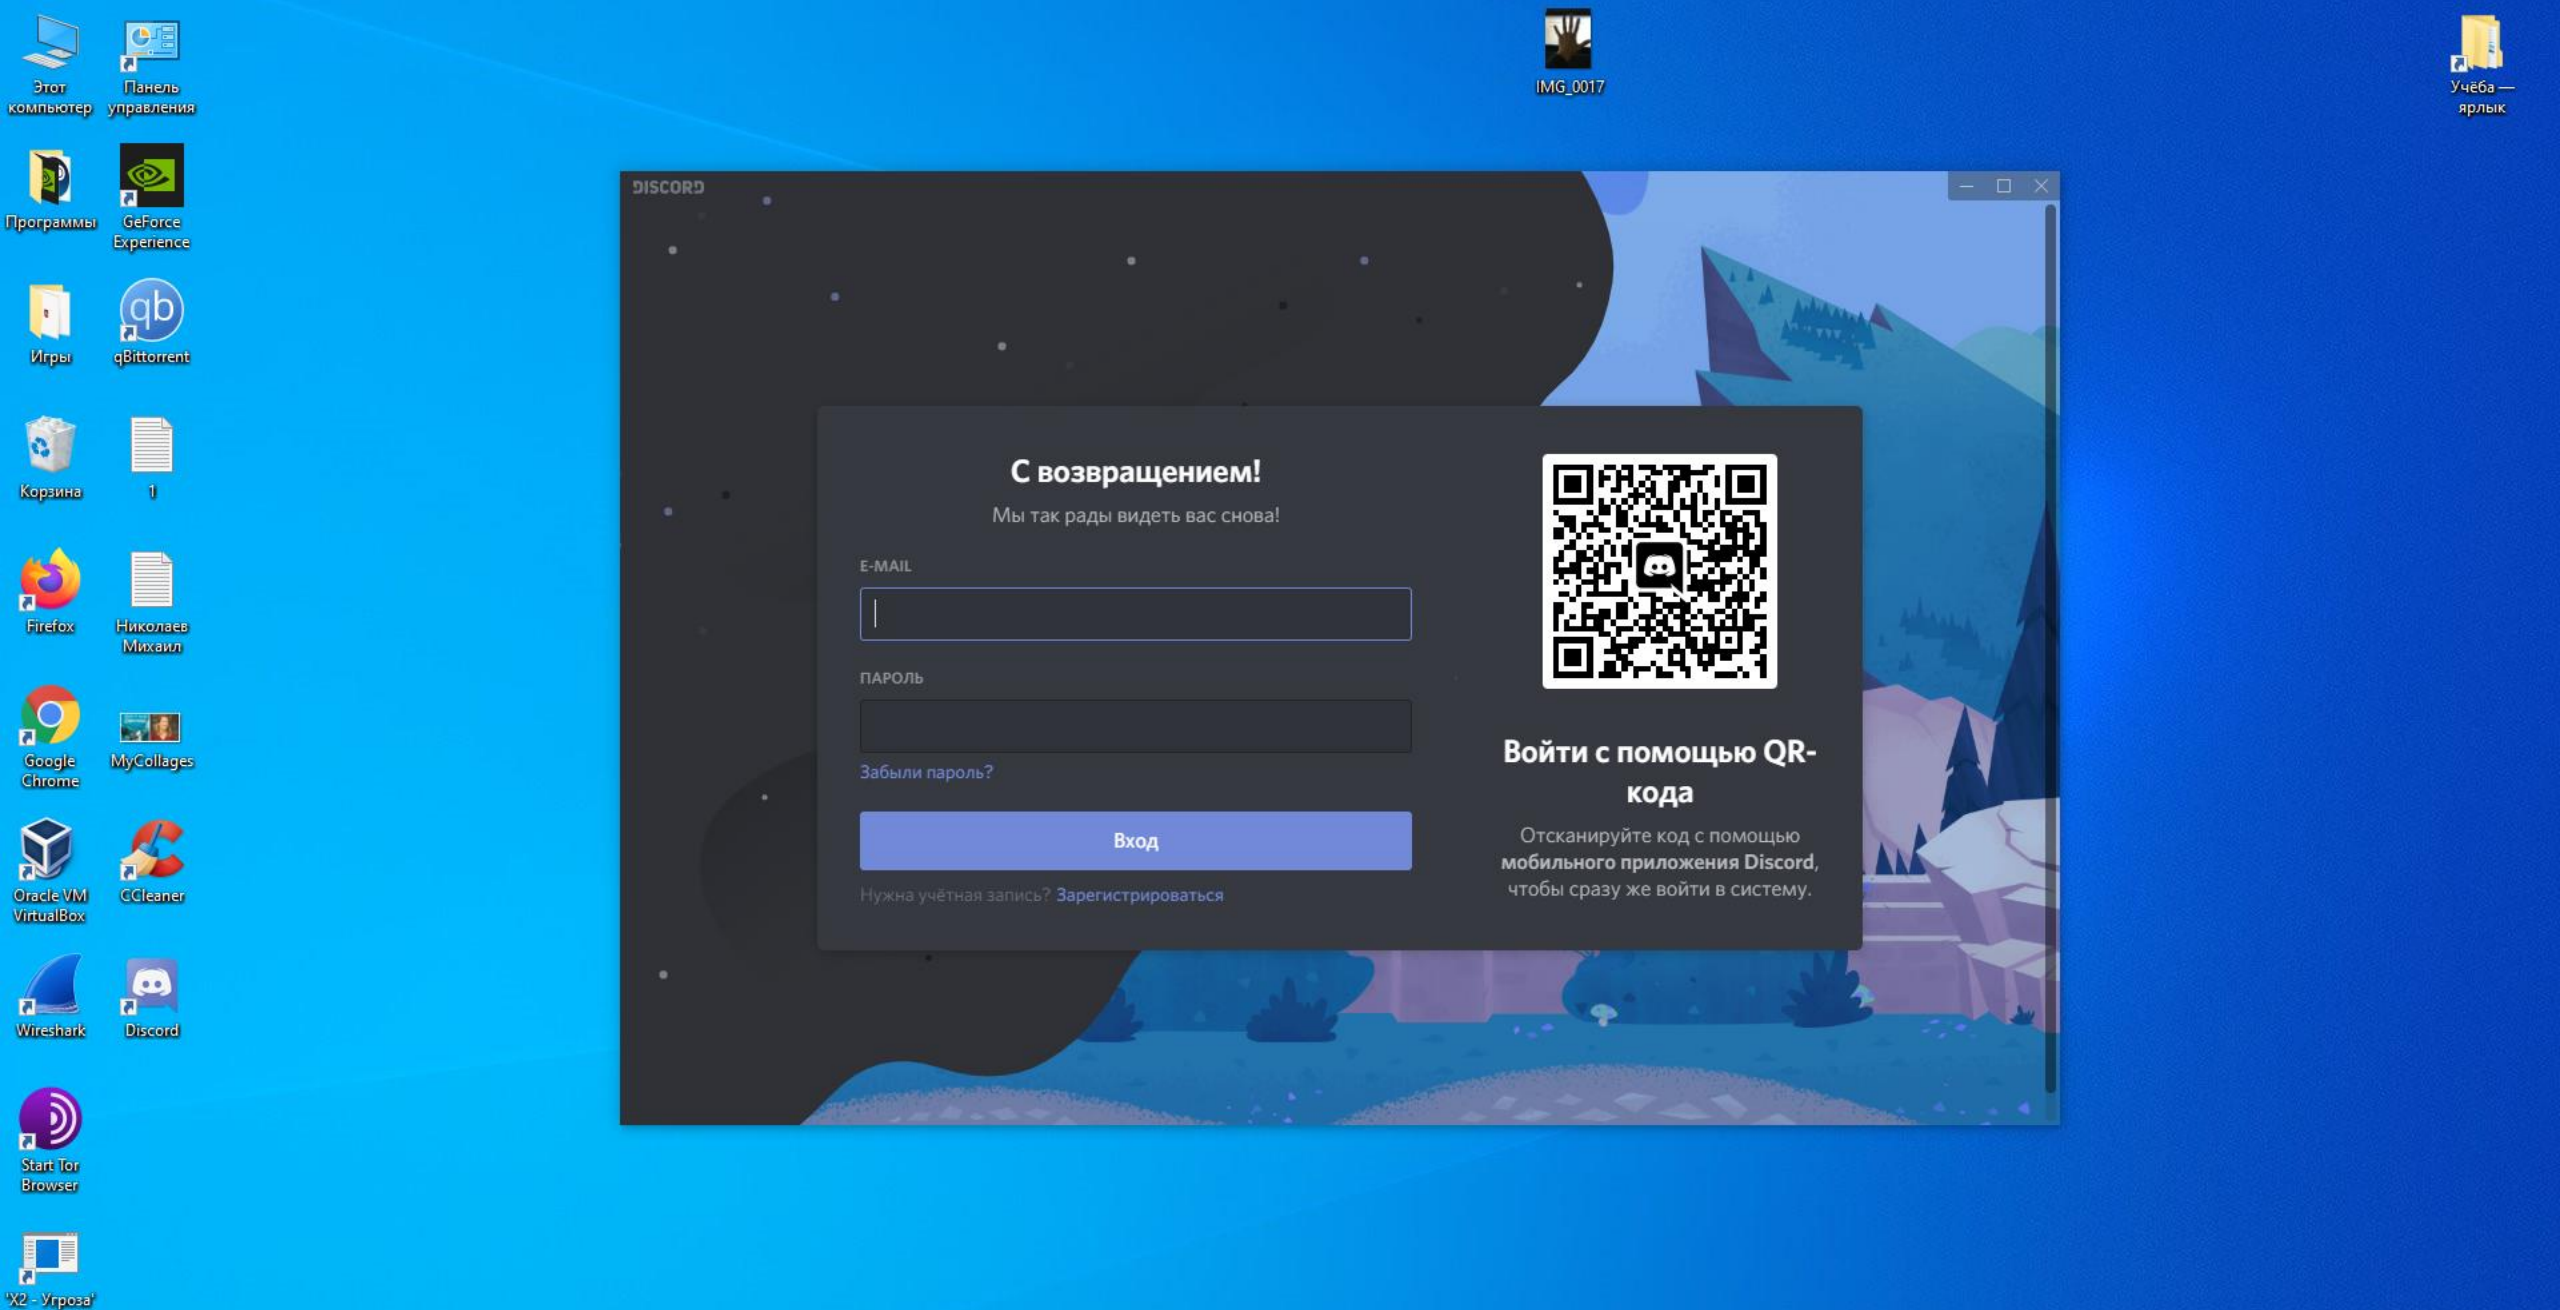 Этот
компьютер
Панель
управления
IMG_0017
Учёба —
ярлык
Программы
GeForce
Experience
Игры
qb
qBittorrent
Корзина
1
Firefox
Николаев
Михаил
Google
Chrome
MyCollages
Oracle VM
VirtualBox
CCleaner
Wireshark
Discord
Start Tor
Browser
'X2 - Угроза'
DISCORD
С возвращением!
Мы так рады видеть вас снова!
E-MAIL
ПАРОЛЬ
Забыли пароль?
Вход
Нужна учётная запись? Зарегистрироваться
Войти с помощью QR-
кода
Отсканируйте код с помощью
мобильного приложения Discord,
чтобы сразу же войти в систему.